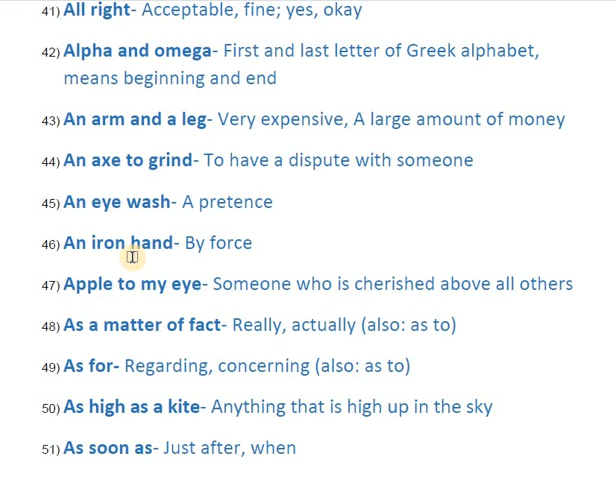 41) All right- Acceptable, fine; yes, okay
42) Alpha and omega- First and last letter of Greek alphabet,
means beginning and end
43) An arm and a leg- Very expensive, A large amount of money
44) An axe to grind- To have a dispute with someone
45) An eye wash- A pretence
46) An iron hand- By force
47) Apple to my eye- Someone who is cherished above all others
48) As a matter of fact- Really, actually (also: as to)
49) As for- Regarding, concerning (also: as to)
50) As high as a kite- Anything that is high up in the sky
51) As soon as- Just after, when